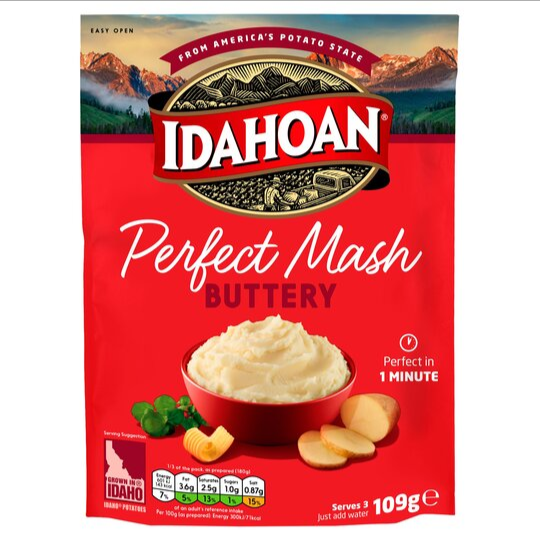 EASY OPEN
FROM AMERICA'S POTATO STATE
IDAHOAN®
Perfect Mash
BUTTERY
Perfect in
1 MINUTE
Serving Suggestion
GROWN IN
IDAHO
IDAHO® POTATOES
1/3 of the pack, as prepared (180g)
Energy Fat Saturates Sugars Salt
143 kcal 3.6g 2.5g 1.0g 0.87g
7% 5% 13% 1% 15%
of an adult's reference intake
Per 100g (as prepared) Energy 300kJ/71kcal
Serves 3
just add water
109g e